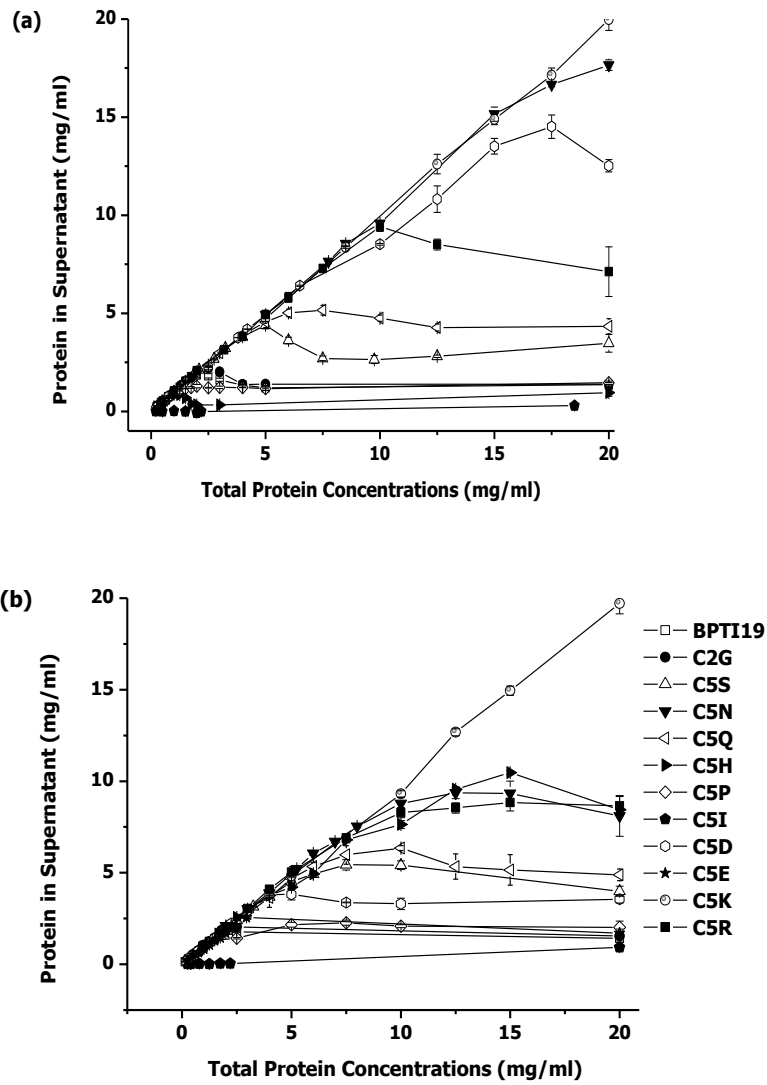 (a)
Protein in Supernatant (mg/ml)
20
15
10
5
0
0 5 10 15 20
Total Protein Concentrations (mg/ml)
(b)
Protein in Supernatant (mg/ml)
20
15
10
5
0
0 5 10 15 20
Total Protein Concentrations (mg/ml)
BPTI19
C2G
C5S
C5N
C5Q
C5H
C5P
C5I
C5D
C5E
C5K
C5R